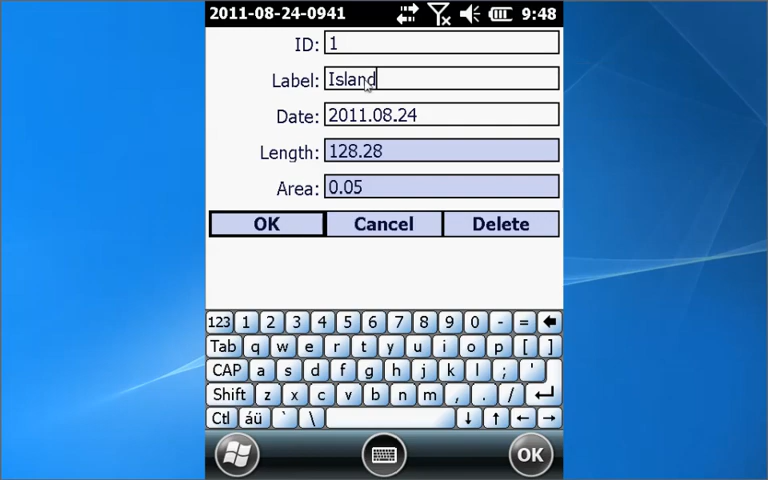 2011-08-24-0941 9:48
ID: 1
Label: Island
Date: 2011.08.24
Length: 128.28
Area: 0.05
OK Cancel Delete
123 1 2 3 4 5 6 7 8 9 0 - =
Tab q w e r t y u i o p [ ]
CAP a s d f g h j k l ; '
Shift z x c v b n m , . /
Ctl áü ` \
OK